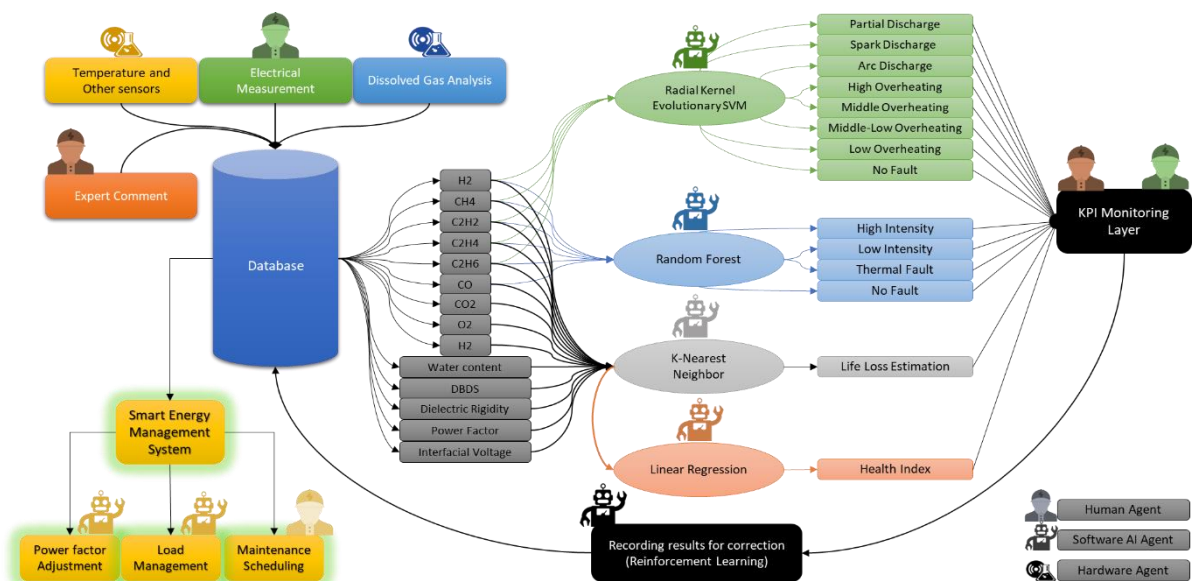 Temperature and
Other sensors
Electrical
Measurement
Dissolved Gas Analysis
Expert Comment
Database
Smart Energy
Management
System
Power factor
Adjustment
Load
Management
Maintenance
Scheduling
H2
CH4
C2H2
C2H4
C2H6
CO
CO2
O2
H2
Water content
DBDS
Dielectric Rigidity
Power Factor
Interfacial Voltage
Radial Kernel
Evolutionary SVM
Random Forest
K-Nearest
Neighbor
Linear Regression
Recording results for correction
(Reinforcement Learning)
Partial Discharge
Spark Discharge
Arc Discharge
High Overheating
Middle Overheating
Middle-Low Overheating
Low Overheating
No Fault
High Intensity
Low Intensity
Thermal Fault
No Fault
Life Loss Estimation
Health Index
KPI Monitoring
Layer
Human Agent
Software AI Agent
Hardware Agent